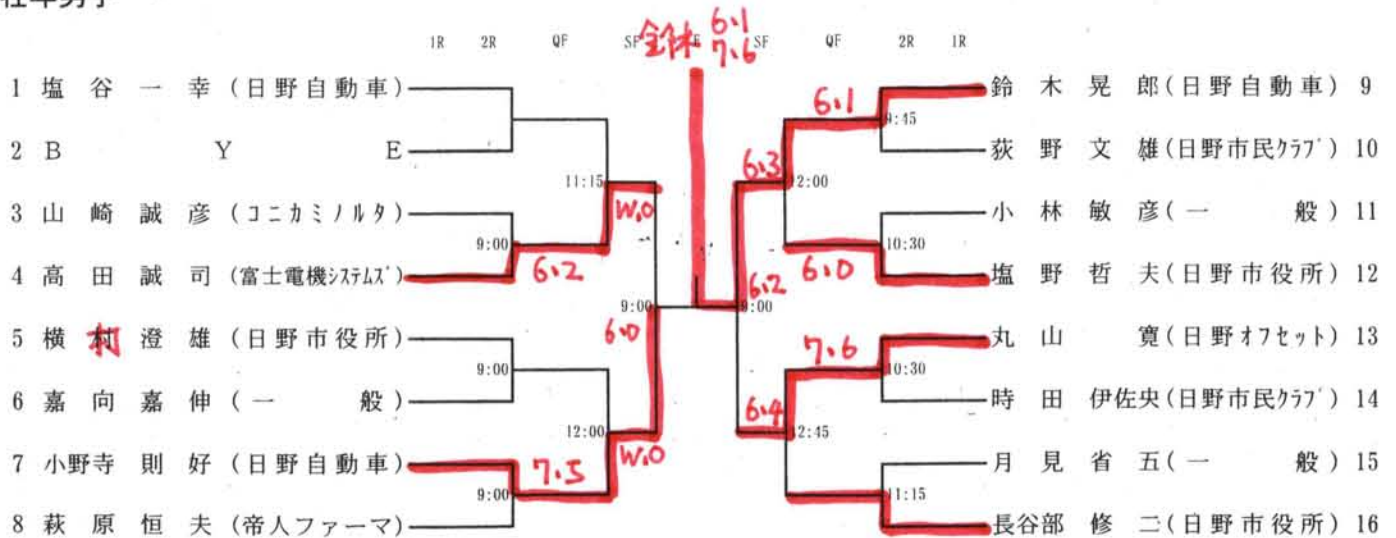 1R 2R QF SF 鈴木 6.1 F SF QF 2R 1R
7.6
1 塩谷一幸 (日野自動車) 6.1 鈴木晃郎(日野自動車) 9
9:45
2 BYE 荻野文雄(日野市民クラブ) 10
11:15 6.3 12:00
3 山崎誠彦 (コニカミノルタ) W.O 小林敏彦(一般) 11
9:00 10:30
4 高田誠司 (富士電機システムズ) 6.2 6.0 塩野哲夫(日野市役所) 12
9:00 6.2 9:00
5 横村澄雄 (日野市役所) 6.0 丸山寛(日野オフセット) 13
9:00 7.6 10:30
6 嘉向嘉伸 (一般) 時田伊佐央(日野市民クラブ) 14
12:00 6.4 12:45
7 小野寺則好 (日野自動車) 7.5 W.O 月見省五(一般) 15
9:00 11:15
8 萩原恒夫 (帝人ファーマ) 長谷部修二(日野市役所) 16